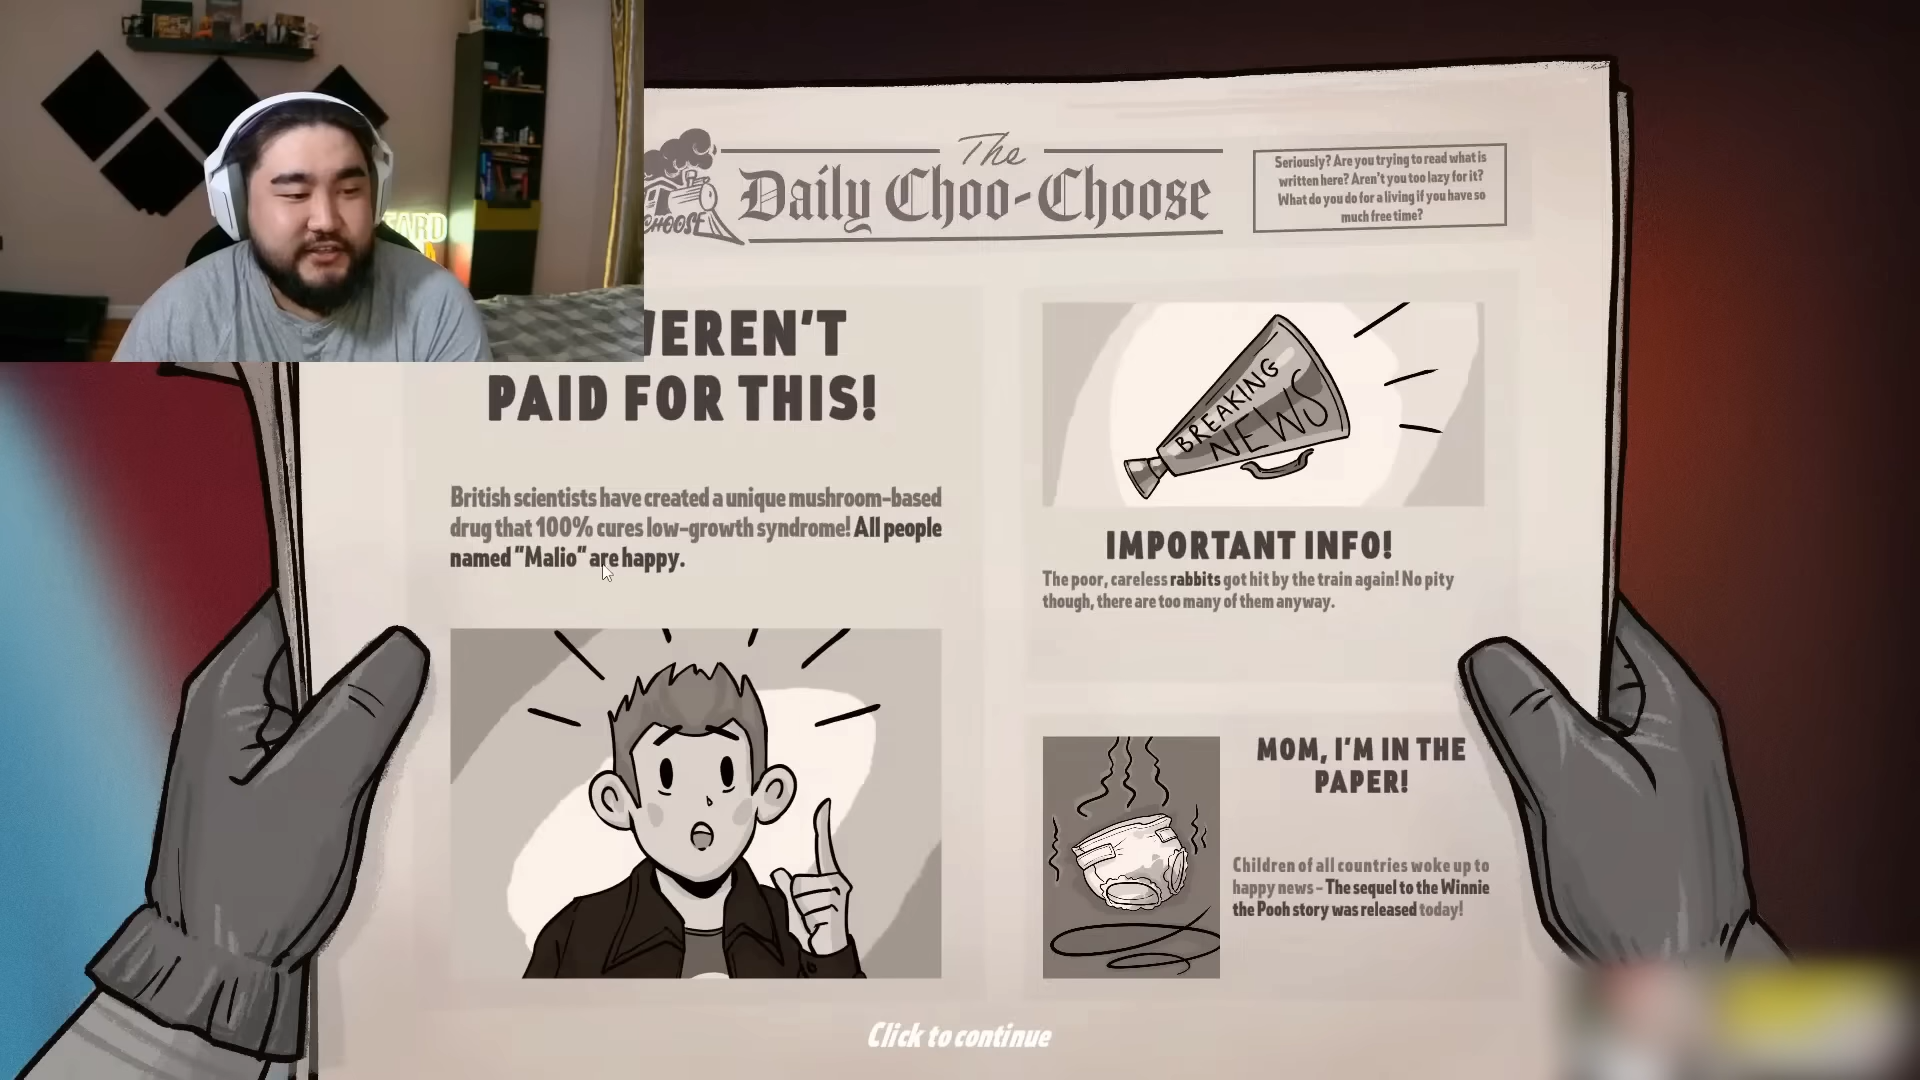 The
Daily Choo-Choose
CHOOSE
Seriously? Are you trying to read what is
written here? Aren't you too lazy for it?
What do you do for a living if you have so
much free time?
WEREN'T
PAID FOR THIS!
British scientists have created a unique mushroom-based
drug that 100% cures low-growth syndrome! All people
named "Malio" are happy.
BREAKING
NEWS
IMPORTANT INFO!
The poor, careless rabbits got hit by the train again! No pity
though, there are too many of them anyway.
MOM, I'M IN THE
PAPER!
Children of all countries woke up to
happy news - The sequel to the Winnie
the Pooh story was released today!
Click to continue